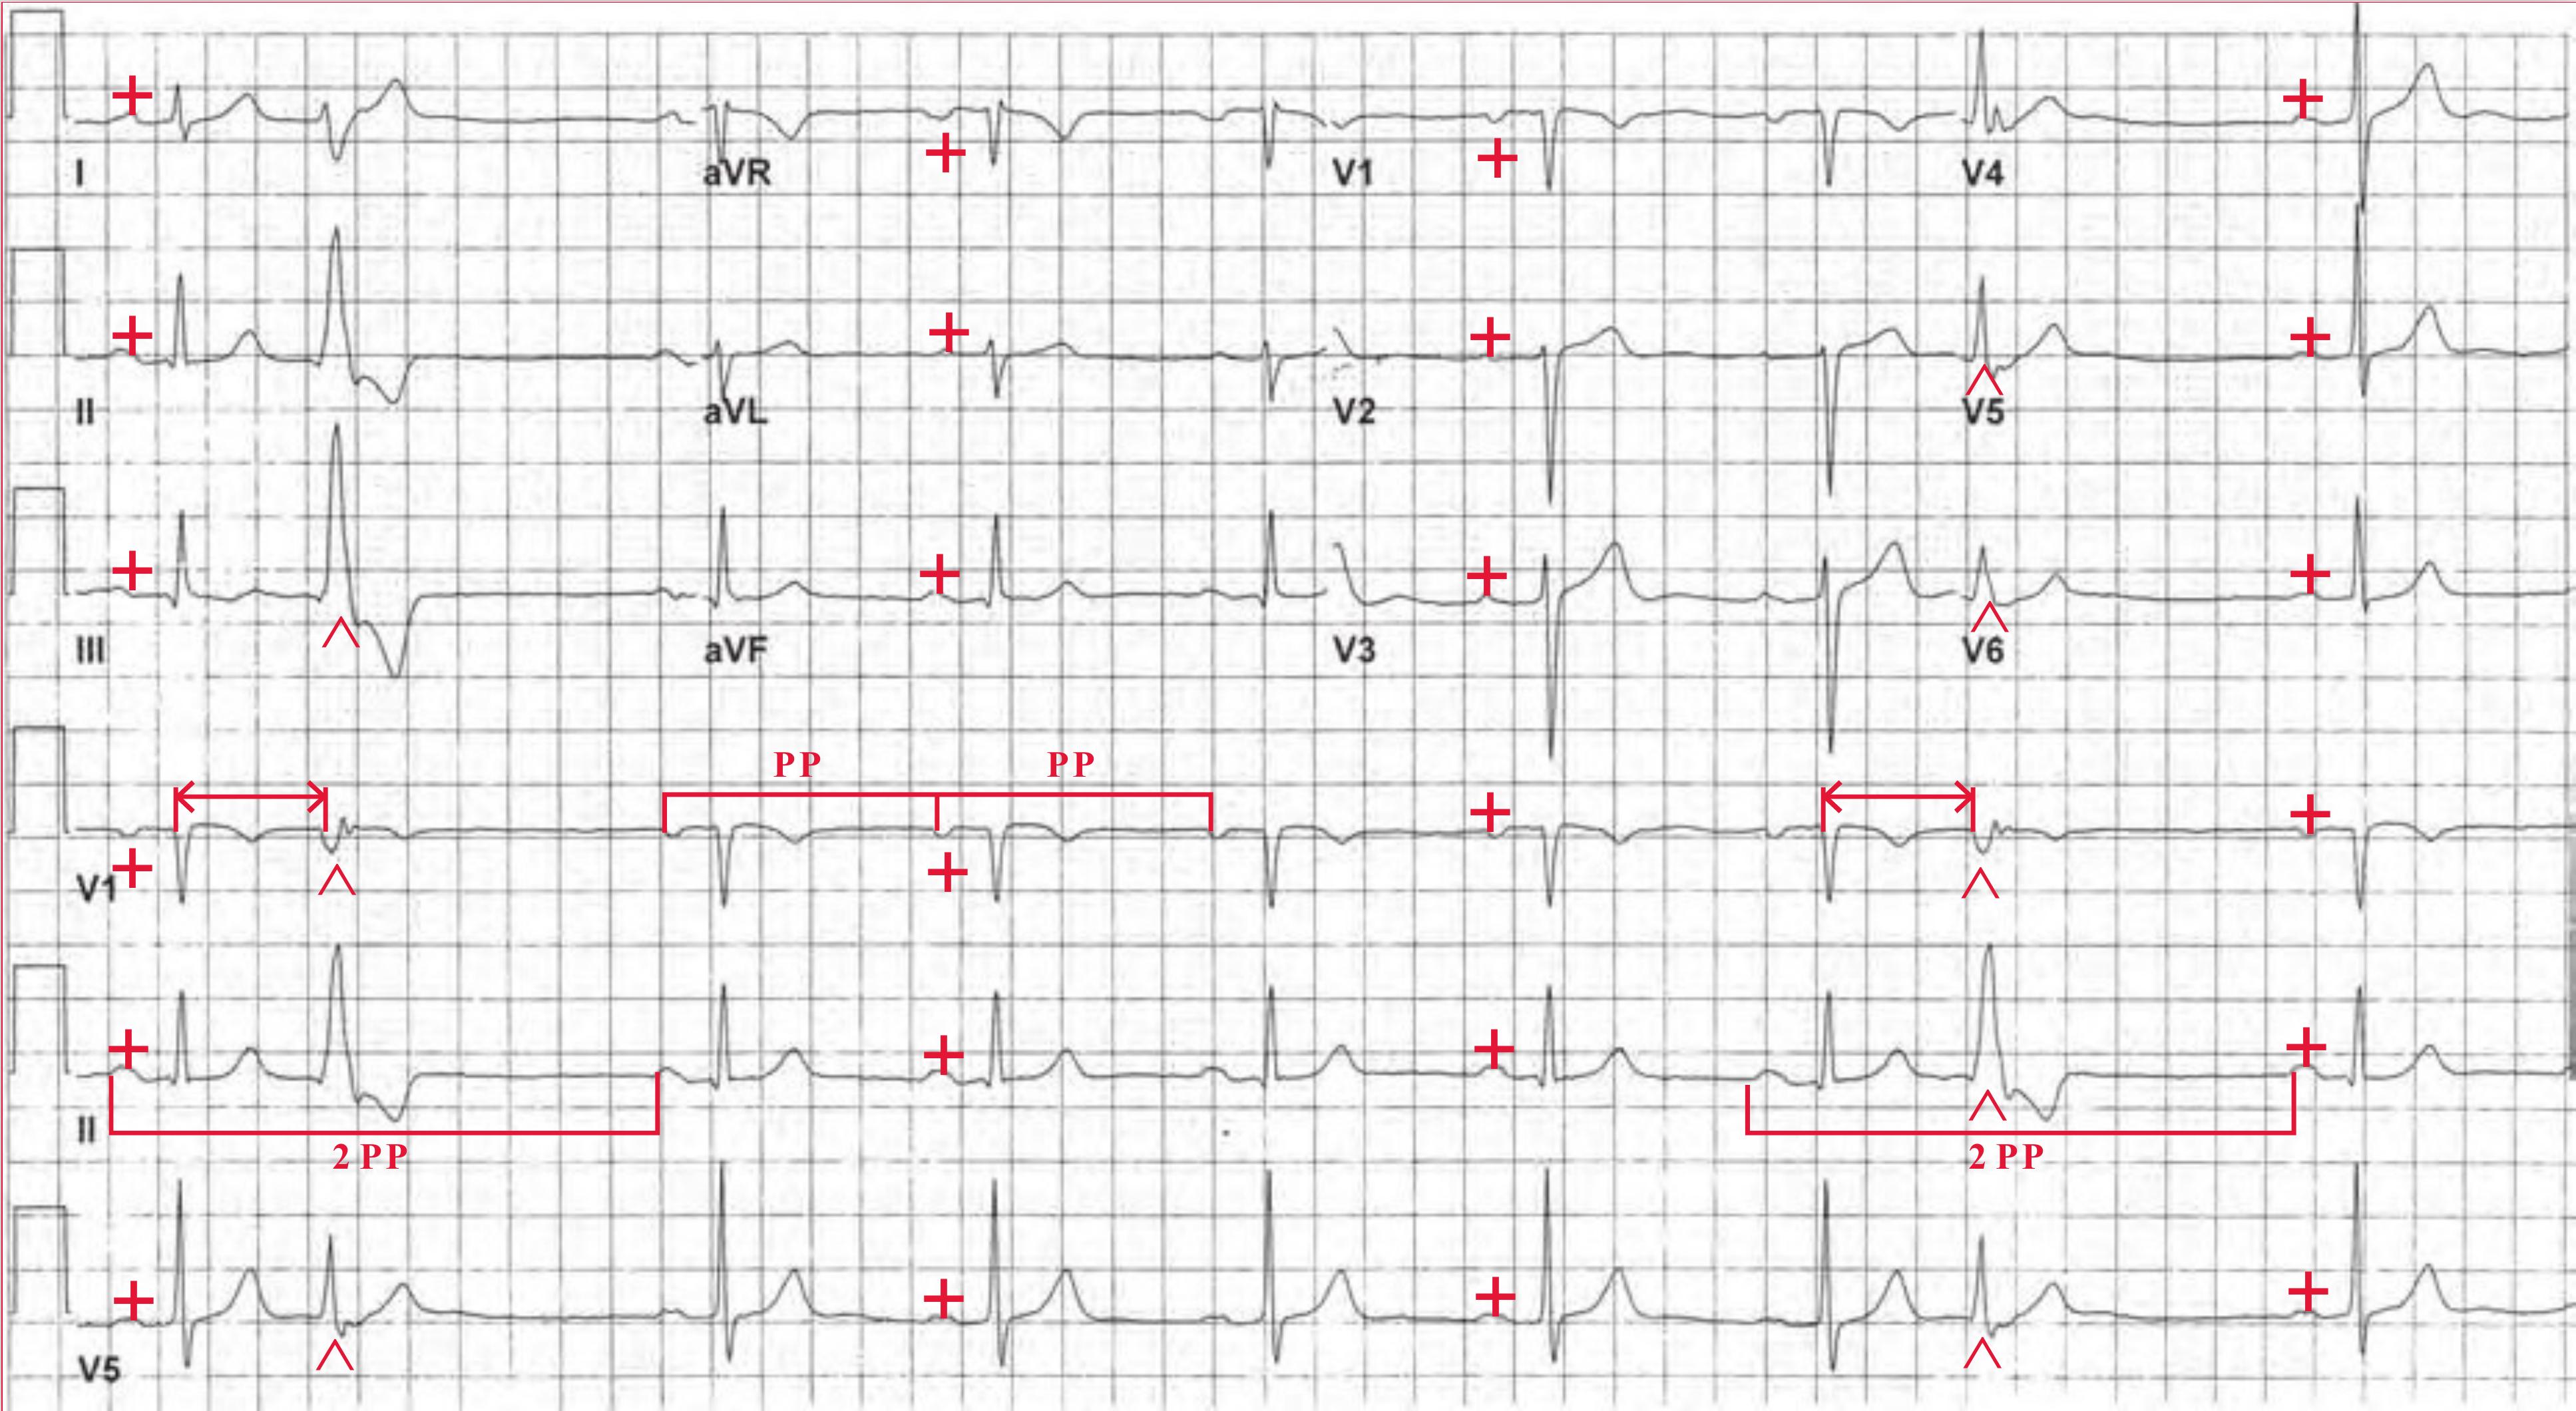 I aVR V1 V4
II aVL V2 V5
III aVF V3 V6
PP PP
V1
II
2 PP 2 PP
V5